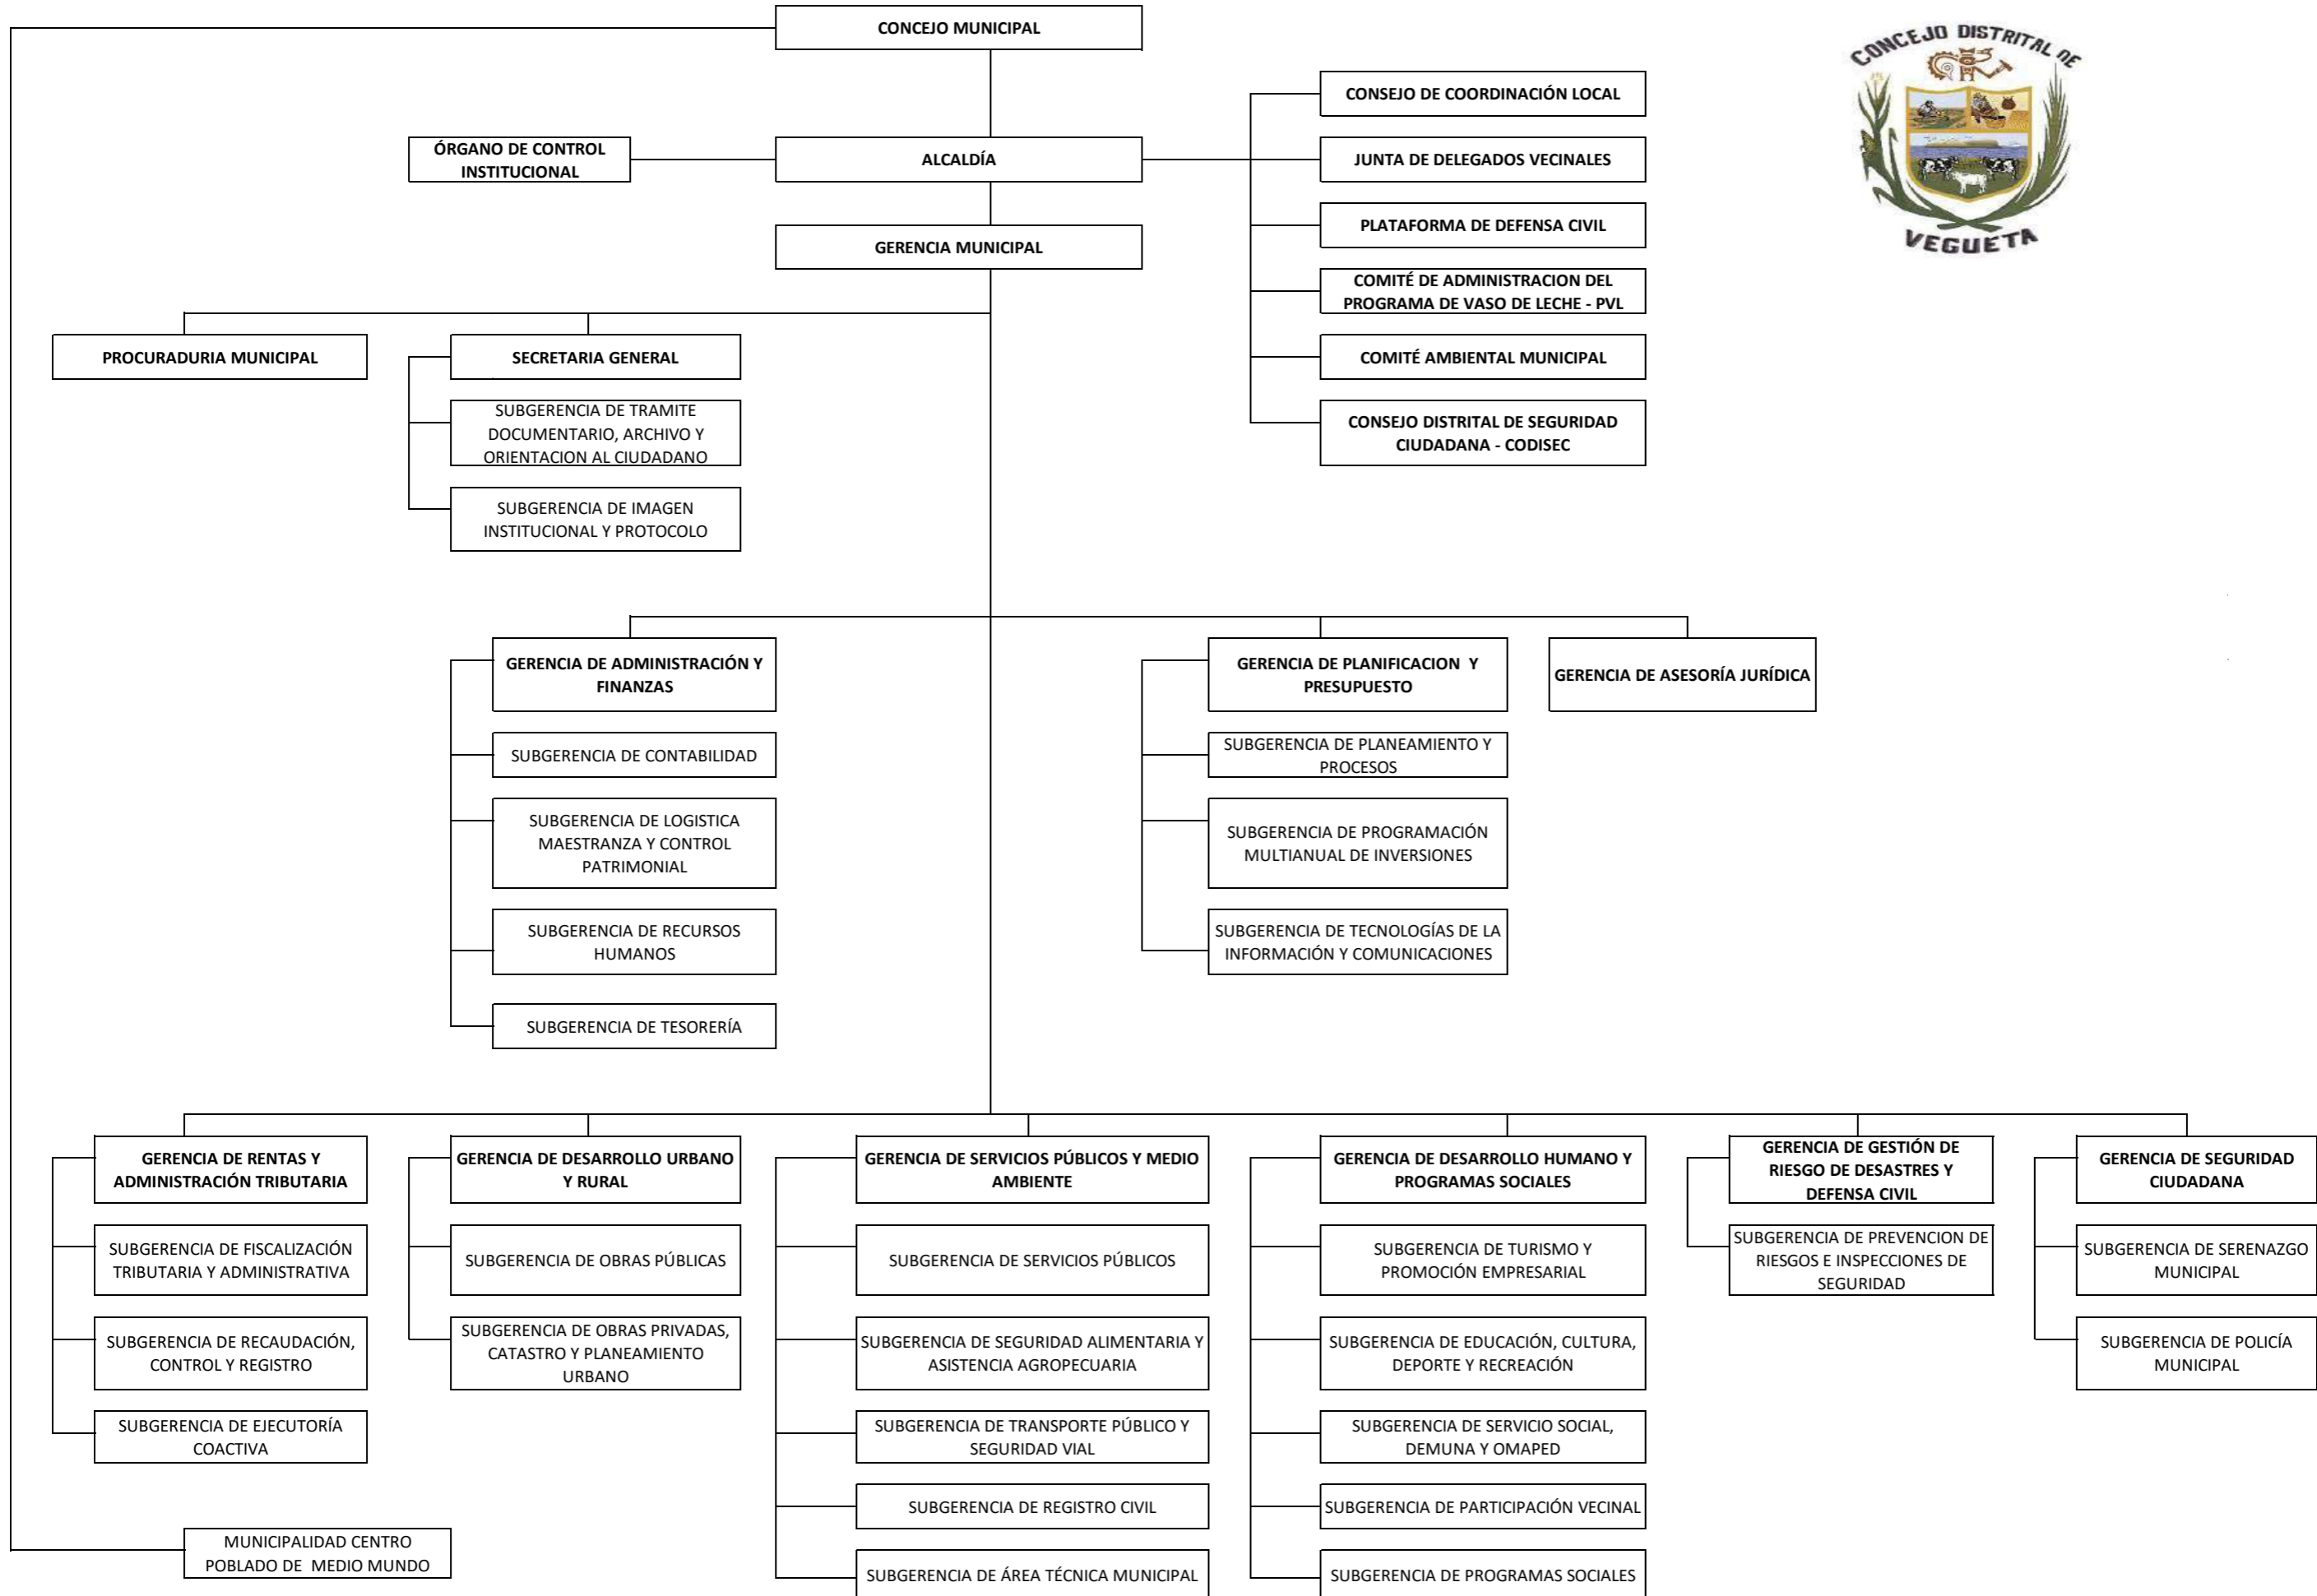 CONCEJO MUNICIPAL
CONCEJO DISTRITAL DE
VEGUETA
CONSEJO DE COORDINACIÓN LOCAL
ÓRGANO DE CONTROL
INSTITUCIONAL
ALCALDÍA
JUNTA DE DELEGADOS VECINALES
PLATAFORMA DE DEFENSA CIVIL
GERENCIA MUNICIPAL
COMITÉ DE ADMINISTRACION DEL
PROGRAMA DE VASO DE LECHE - PVL
PROCURADURIA MUNICIPAL
SECRETARIA GENERAL
COMITÉ AMBIENTAL MUNICIPAL
SUBGERENCIA DE TRAMITE
DOCUMENTARIO, ARCHIVO Y
ORIENTACION AL CIUDADANO
CONSEJO DISTRITAL DE SEGURIDAD
CIUDADANA - CODISEC
SUBGERENCIA DE IMAGEN
INSTITUCIONAL Y PROTOCOLO
GERENCIA DE ADMINISTRACIÓN Y
FINANZAS
SUBGERENCIA DE CONTABILIDAD
SUBGERENCIA DE LOGISTICA
MAESTRANZA Y CONTROL
PATRIMONIAL
SUBGERENCIA DE RECURSOS
HUMANOS
SUBGERENCIA DE TESORERÍA
GERENCIA DE PLANIFICACION Y
PRESUPUESTO
SUBGERENCIA DE PLANEAMIENTO Y
PROCESOS
SUBGERENCIA DE PROGRAMACIÓN
MULTIANUAL DE INVERSIONES
SUBGERENCIA DE TECNOLOGÍAS DE LA
INFORMACIÓN Y COMUNICACIONES
GERENCIA DE ASESORÍA JURÍDICA
GERENCIA DE RENTAS Y
ADMINISTRACIÓN TRIBUTARIA
SUBGERENCIA DE FISCALIZACIÓN
TRIBUTARIA Y ADMINISTRATIVA
SUBGERENCIA DE RECAUDACIÓN,
CONTROL Y REGISTRO
SUBGERENCIA DE EJECUTORÍA
COACTIVA
GERENCIA DE DESARROLLO URBANO
Y RURAL
SUBGERENCIA DE OBRAS PÚBLICAS
SUBGERENCIA DE OBRAS PRIVADAS,
CATASTRO Y PLANEAMIENTO
URBANO
GERENCIA DE SERVICIOS PÚBLICOS Y MEDIO
AMBIENTE
SUBGERENCIA DE SERVICIOS PÚBLICOS
SUBGERENCIA DE SEGURIDAD ALIMENTARIA Y
ASISTENCIA AGROPECUARIA
SUBGERENCIA DE TRANSPORTE PÚBLICO Y
SEGURIDAD VIAL
SUBGERENCIA DE REGISTRO CIVIL
SUBGERENCIA DE ÁREA TÉCNICA MUNICIPAL
GERENCIA DE DESARROLLO HUMANO Y
PROGRAMAS SOCIALES
SUBGERENCIA DE TURISMO Y
PROMOCIÓN EMPRESARIAL
SUBGERENCIA DE EDUCACIÓN, CULTURA,
DEPORTE Y RECREACIÓN
SUBGERENCIA DE SERVICIO SOCIAL,
DEMUNA Y OMAPED
SUBGERENCIA DE PARTICIPACIÓN VECINAL
SUBGERENCIA DE PROGRAMAS SOCIALES
GERENCIA DE GESTIÓN DE
RIESGO DE DESASTRES Y
DEFENSA CIVIL
SUBGERENCIA DE PREVENCION DE
RIESGOS E INSPECCIONES DE
SEGURIDAD
GERENCIA DE SEGURIDAD
CIUDADANA
SUBGERENCIA DE SERENAZGO
MUNICIPAL
SUBGERENCIA DE POLICÍA
MUNICIPAL
MUNICIPALIDAD CENTRO
POBLADO DE MEDIO MUNDO